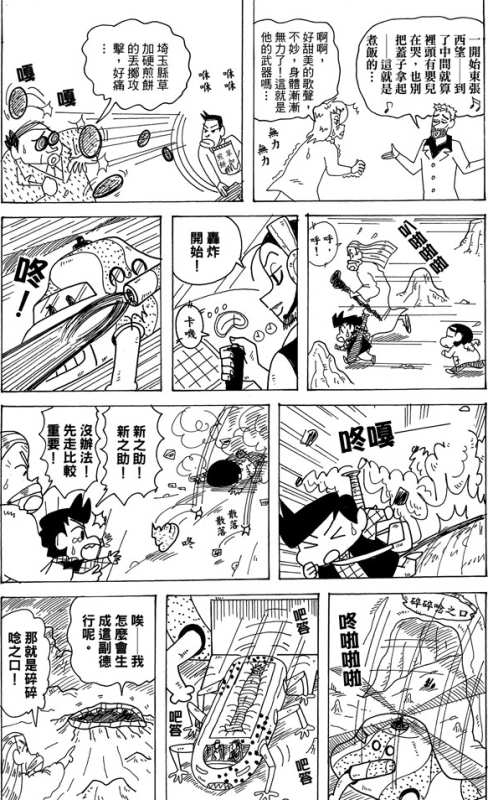 一開始東張
西望——到
了中間就算
裡頭有嬰兒
在哭，也別
把蓋子拿起
——這就是
煮飯的…
啊啊，
好甜美的歌聲，
不妙，身體漸漸
無力了！這就是
他的武器嗎…
無力
無力
咻咻
咻咻
埼玉縣草
加硬煎餅
的丟擲攻
擊，好痛
…
嘎
嘎
呼
呼！
轟炸
開始！
卡嘰
咚！
咚嘎
散落
散落
咚
新之助！
新之助！
沒辦法！
先走比較
重要！
碎碎唸之口
啪啪啪啪
吧答
吧答
唉 我
怎麼會生
成這副德
行呢。
那就是碎碎
唸之口！